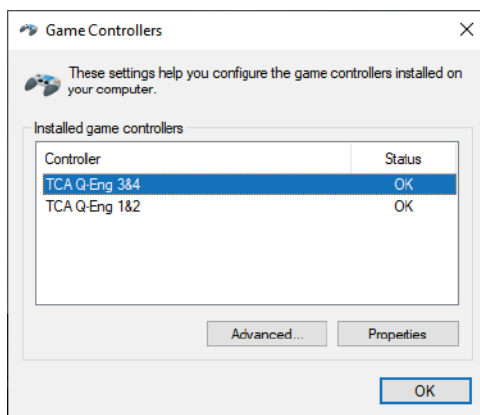 Game Controllers
These settings help you configure the game controllers installed on
your computer.
Installed game controllers
Controller Status
TCA Q-Eng 3&4 OK
TCA Q-Eng 1&2 OK
Advanced... Properties
OK